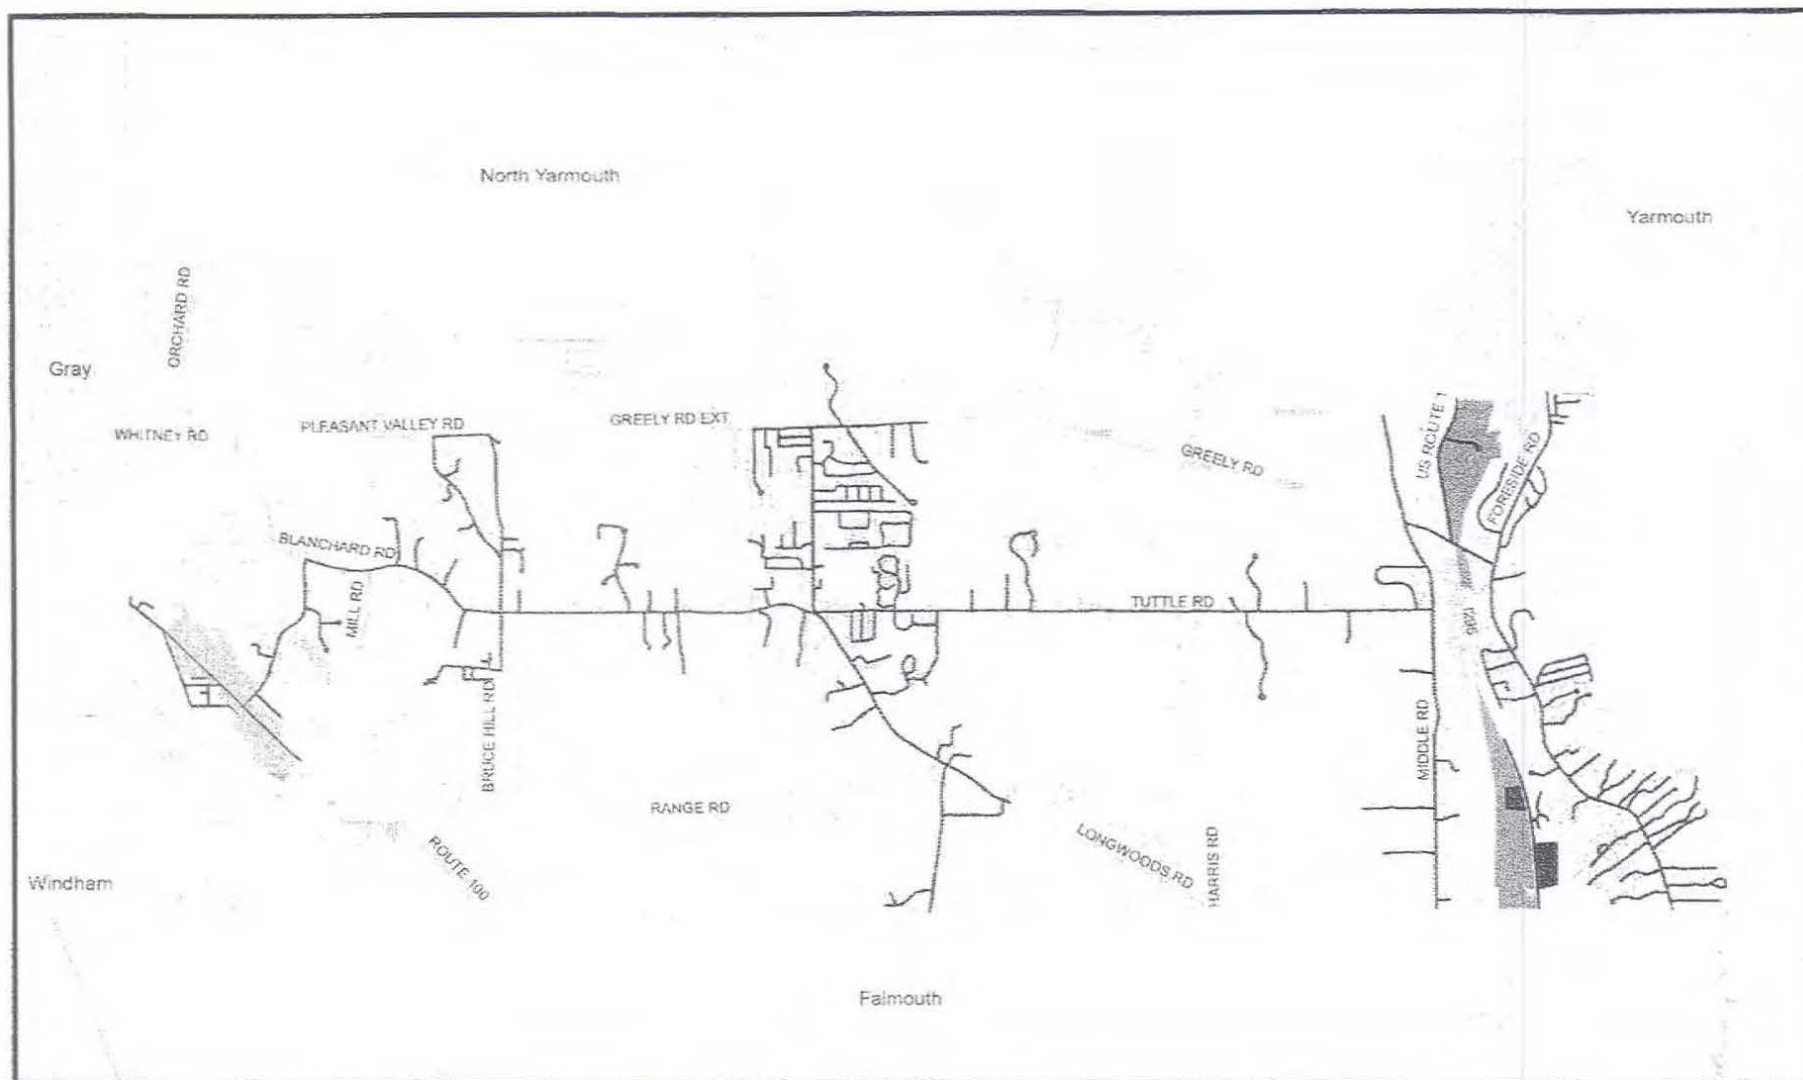 North Yarmouth
Yarmouth
ORCHARD RD
Gray
WHITNEY RD
PLEASANT VALLEY RD
GREELY RD EXT.
GREELY RD
US ROUTE 1
FORESIDE RD
BLANCHARD RD
MILL RD
TUTTLE RD
I295
BRUCE HILL RD
MIDDLE RD
RANGE RD
ROUTE 100
LONGWOODS RD
HARRIS RD
Windham
Falmouth